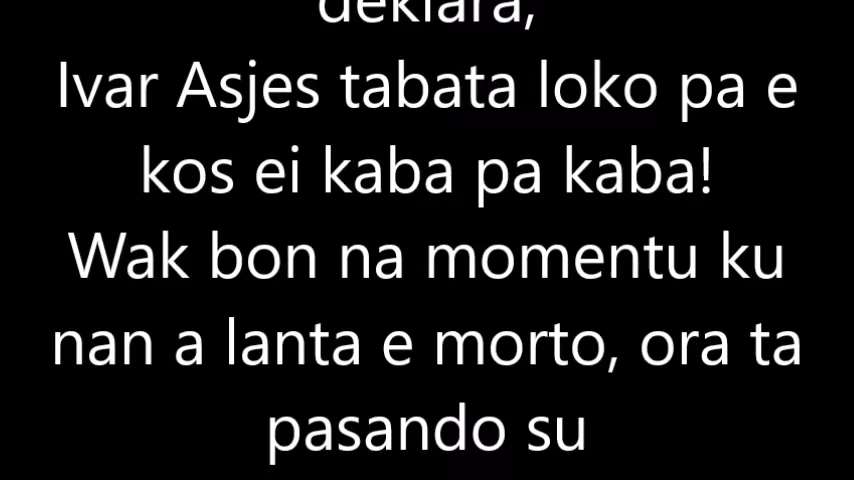 deklara,
Ivar Asjes tabata loko pa e
kos ei kaba pa kaba!
Wak bon na momentu ku
nan a lanta e morto, ora ta
pasando su